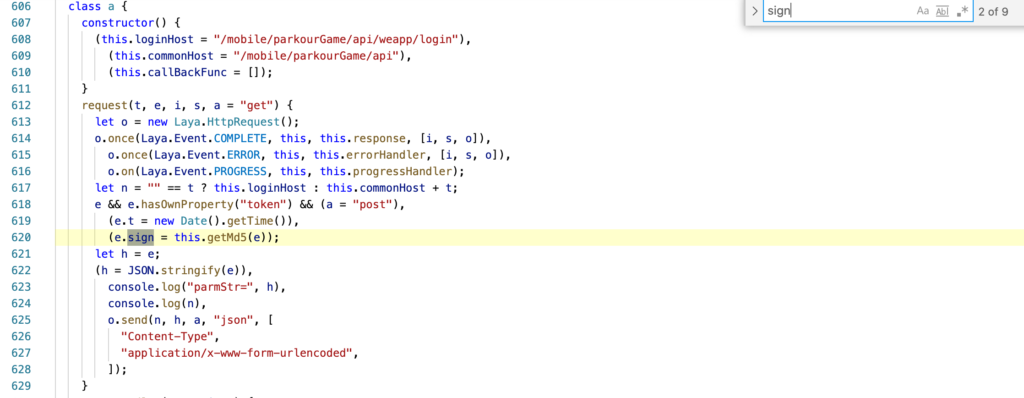 606 class a {
607 constructor() {
608 (this.loginHost = "/mobile/parkourGame/api/weapp/login"),
609 (this.commonHost = "/mobile/parkourGame/api"),
610 (this.callBackFunc = []);
611 }
612 request(t, e, i, s, a = "get") {
613 let o = new Laya.HttpRequest();
614 o.once(Laya.Event.COMPLETE, this, this.response, [i, s, o]),
615 o.once(Laya.Event.ERROR, this, this.errorHandler, [i, s, o]),
616 o.on(Laya.Event.PROGRESS, this, this.progressHandler);
617 let n = "" == t ? this.loginHost : this.commonHost + t;
618 e && e.hasOwnProperty("token") && (a = "post"),
619 (e.t = new Date().getTime()),
620 (e.sign = this.getMd5(e));
621 let h = e;
622 (h = JSON.stringify(e)),
623 console.log("parmStr=", h),
624 console.log(n),
625 o.send(n, h, a, "json", [
626 "Content-Type",
627 "application/x-www-form-urlencoded",
628 ]);
629 }
sign Aa Abl .* 2 of 9